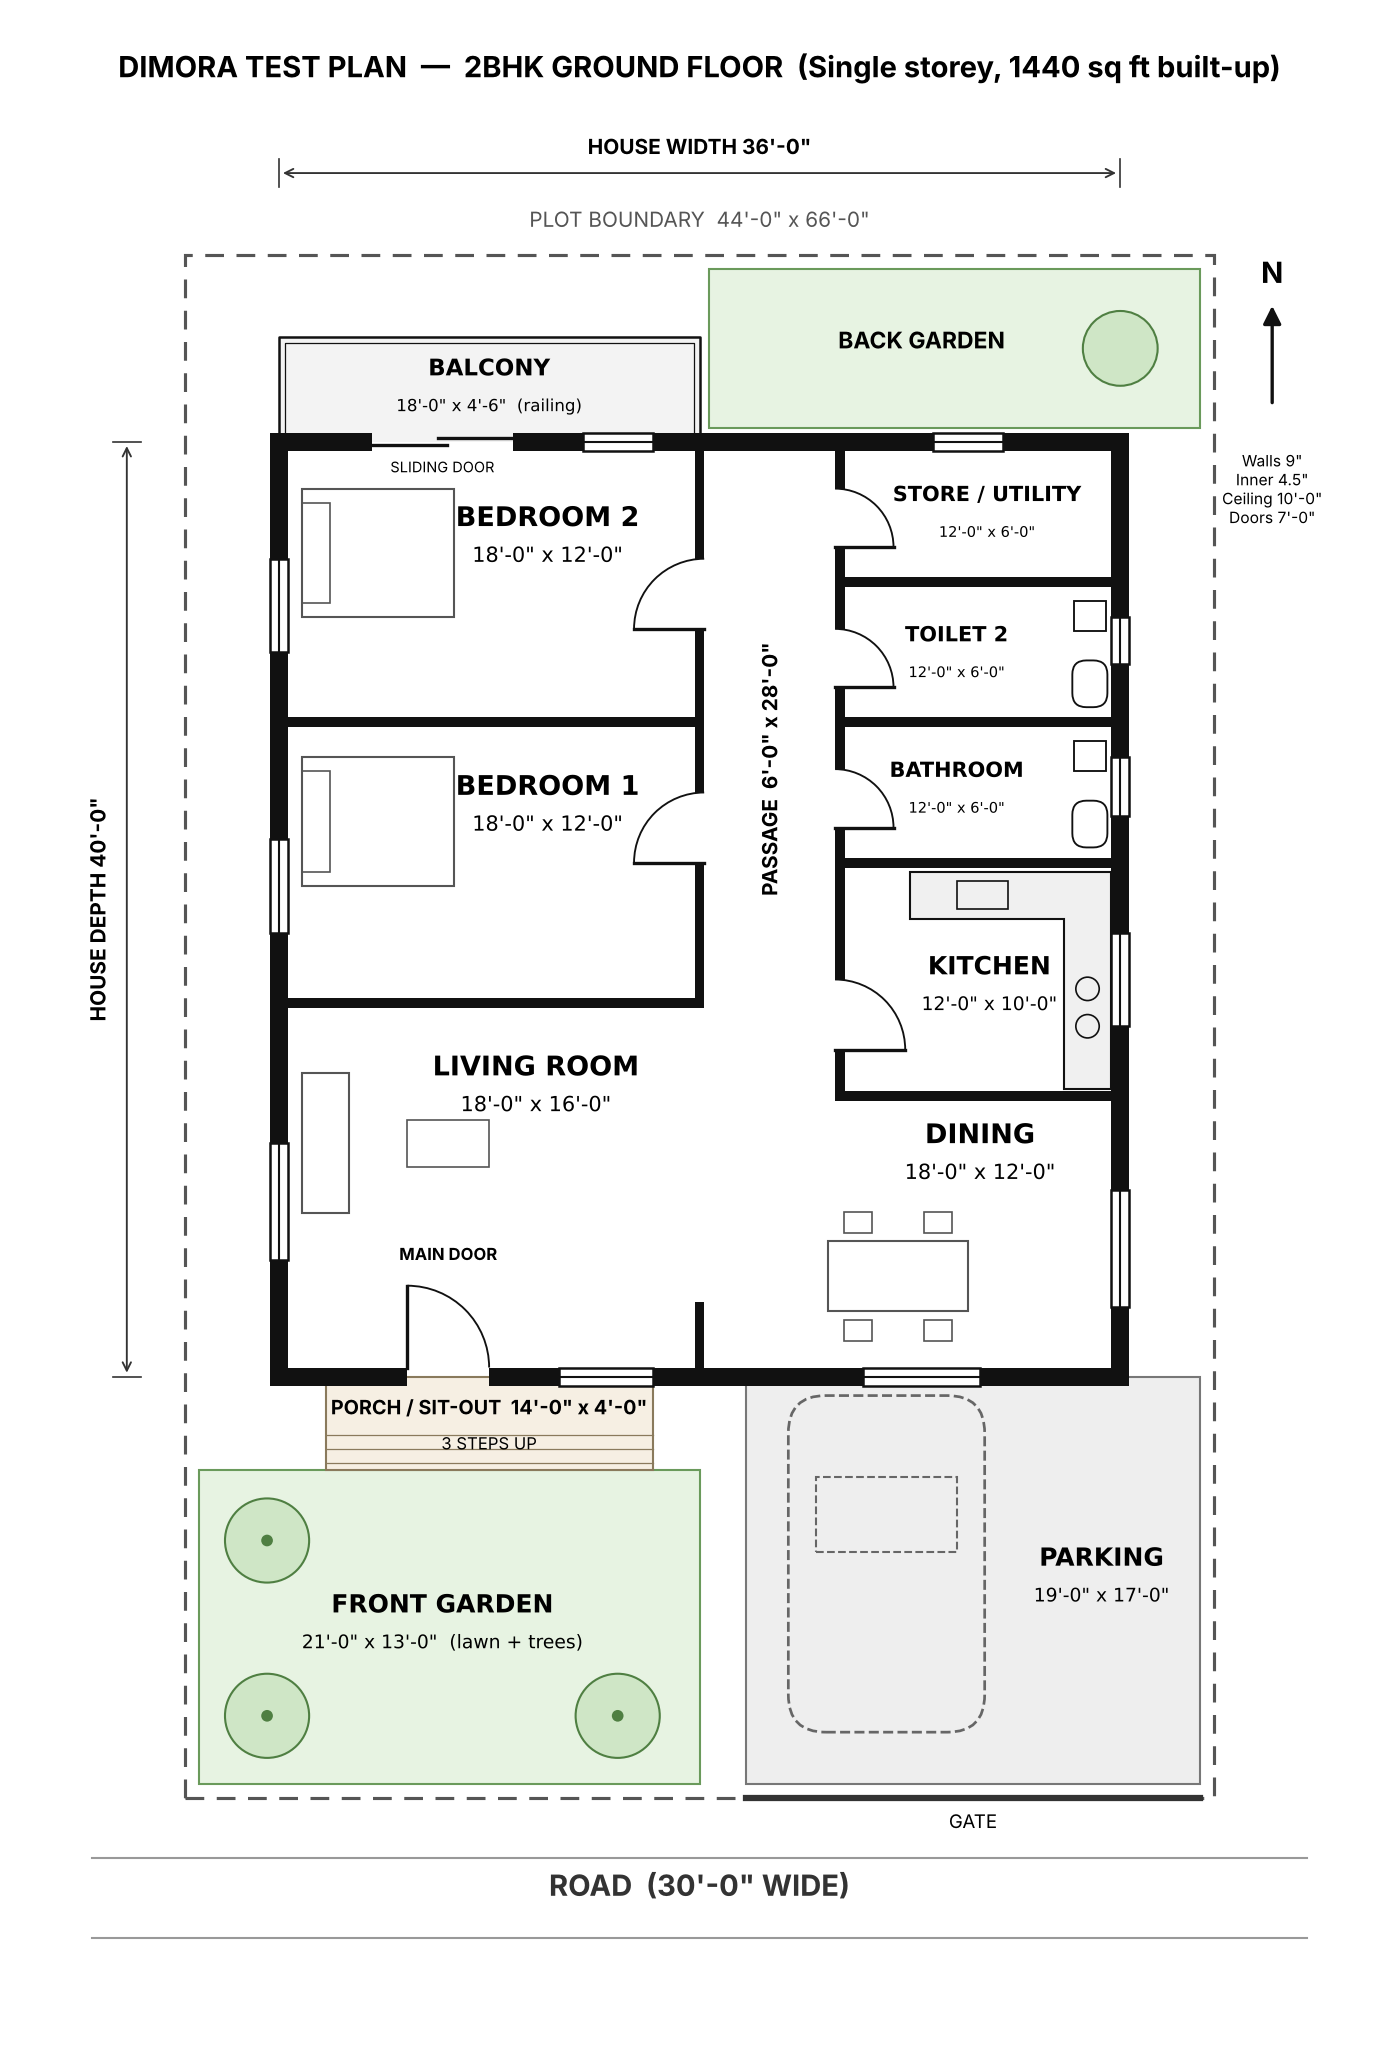 DIMORA TEST PLAN — 2BHK GROUND FLOOR (Single storey, 1440 sq ft built-up)
HOUSE WIDTH 36'-0"
PLOT BOUNDARY 44'-0" x 66'-0"
N
BACK GARDEN
BALCONY
18'-0" x 4'-6" (railing)
SLIDING DOOR
Walls 9"
Inner 4.5"
Ceiling 10'-0"
Doors 7'-0"
BEDROOM 2
18'-0" x 12'-0"
STORE / UTILITY
12'-0" x 6'-0"
TOILET 2
12'-0" x 6'-0"
PASSAGE 6'-0" x 28'-0"
BEDROOM 1
18'-0" x 12'-0"
BATHROOM
12'-0" x 6'-0"
HOUSE DEPTH 40'-0"
KITCHEN
12'-0" x 10'-0"
LIVING ROOM
18'-0" x 16'-0"
DINING
18'-0" x 12'-0"
MAIN DOOR
PORCH / SIT-OUT 14'-0" x 4'-0"
3 STEPS UP
PARKING
19'-0" x 17'-0"
FRONT GARDEN
21'-0" x 13'-0" (lawn + trees)
GATE
ROAD (30'-0" WIDE)